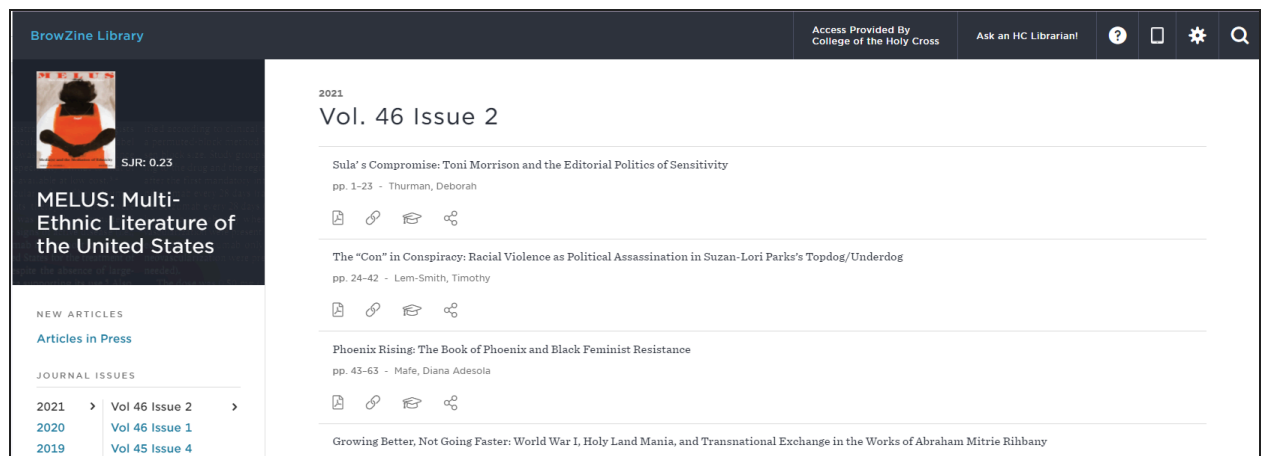 BrowZine Library
Access Provided By
College of the Holy Cross
Ask an HC Librarian!
?
MELUS
SJR: 0.23
MELUS: Multi-
Ethnic Literature of
the United States
NEW ARTICLES
Articles in Press
JOURNAL ISSUES
2021 > Vol 46 Issue 2 >
2020 Vol 46 Issue 1
2019 Vol 45 Issue 4
2021
Vol. 46 Issue 2
Sula’ s Compromise: Toni Morrison and the Editorial Politics of Sensitivity
pp. 1–23 - Thurman, Deborah
The “Con” in Conspiracy: Racial Violence as Political Assassination in Suzan-Lori Parks’s Topdog/Underdog
pp. 24–42 - Lem-Smith, Timothy
Phoenix Rising: The Book of Phoenix and Black Feminist Resistance
pp. 43–63 - Mafe, Diana Adesola
Growing Better, Not Going Faster: World War I, Holy Land Mania, and Transnational Exchange in the Works of Abraham Mitrie Rihbany